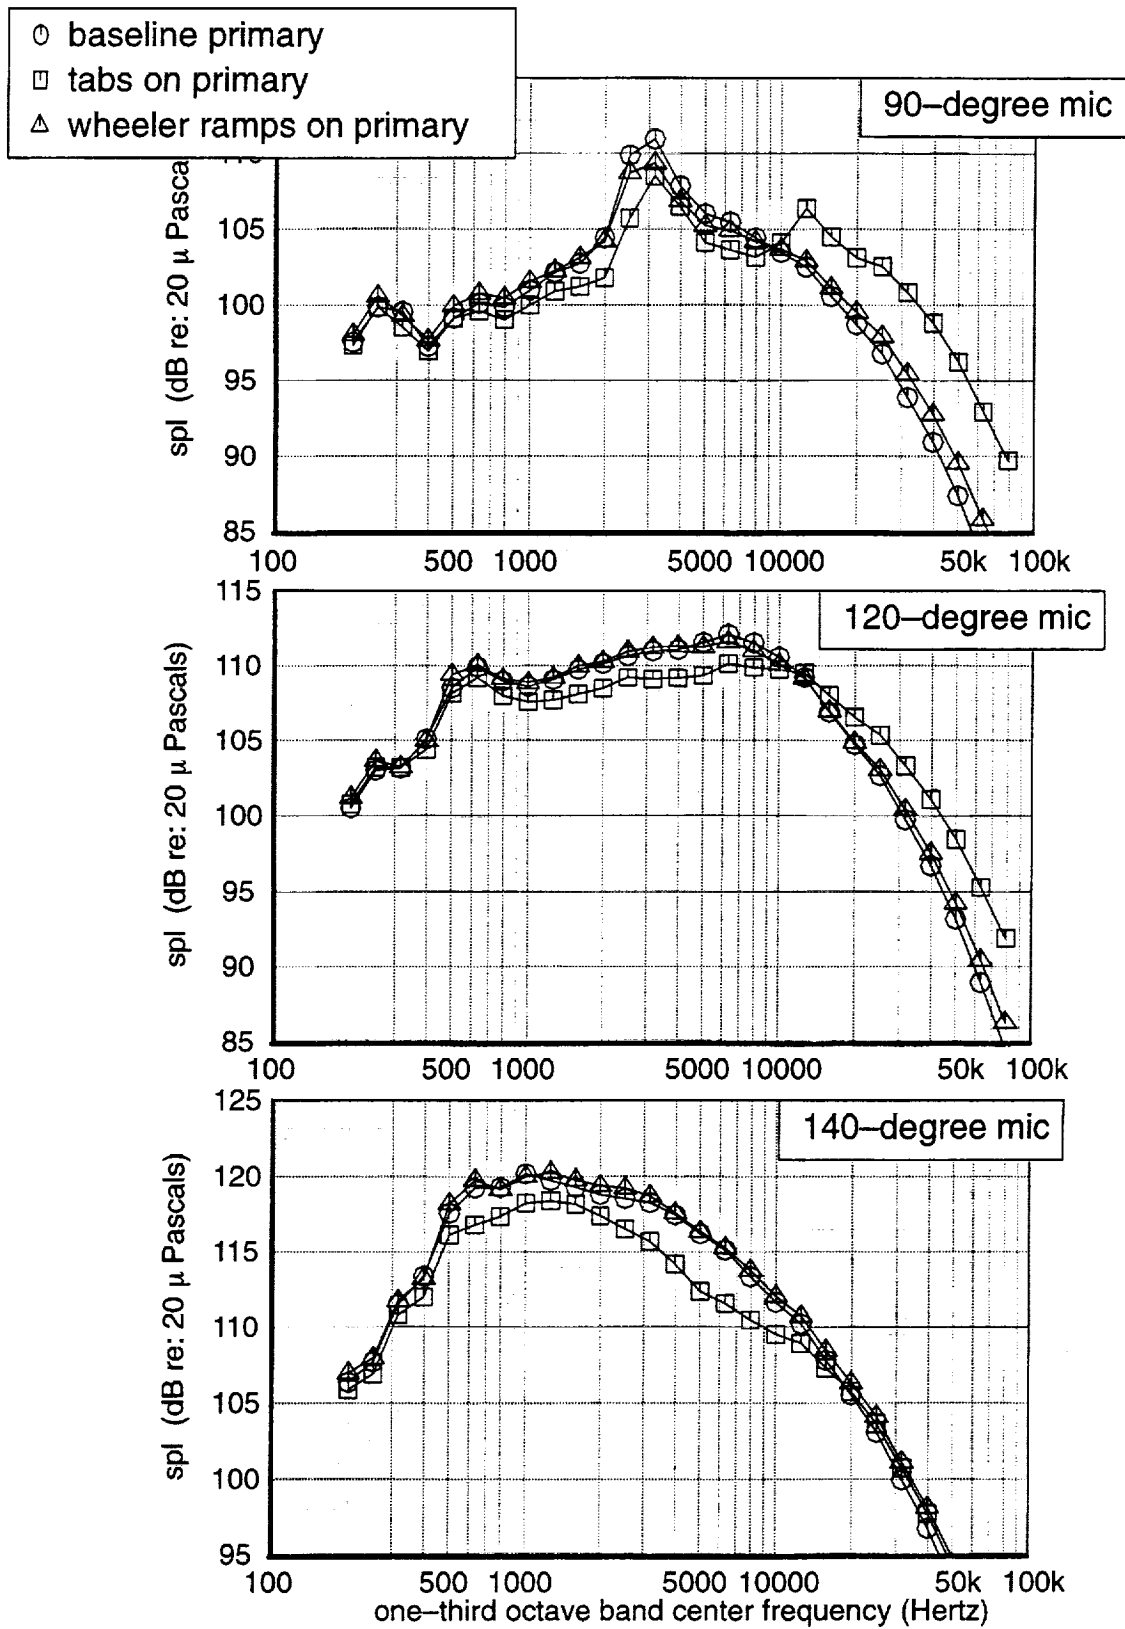 baseline primary
tabs on primary
wheeler ramps on primary
90–degree mic
spl (dB re: 20 µ Pasca
105
100
95
90
85
100 500 1000 5000 10000 50k 100k
120–degree mic
spl (dB re: 20 µ Pascals)
115
110
105
100
95
90
85
100 500 1000 5000 10000 50k 100k
140–degree mic
spl (dB re: 20 µ Pascals)
125
120
115
110
105
100
95
100 500 1000 5000 10000 50k 100k
one–third octave band center frequency (Hertz)